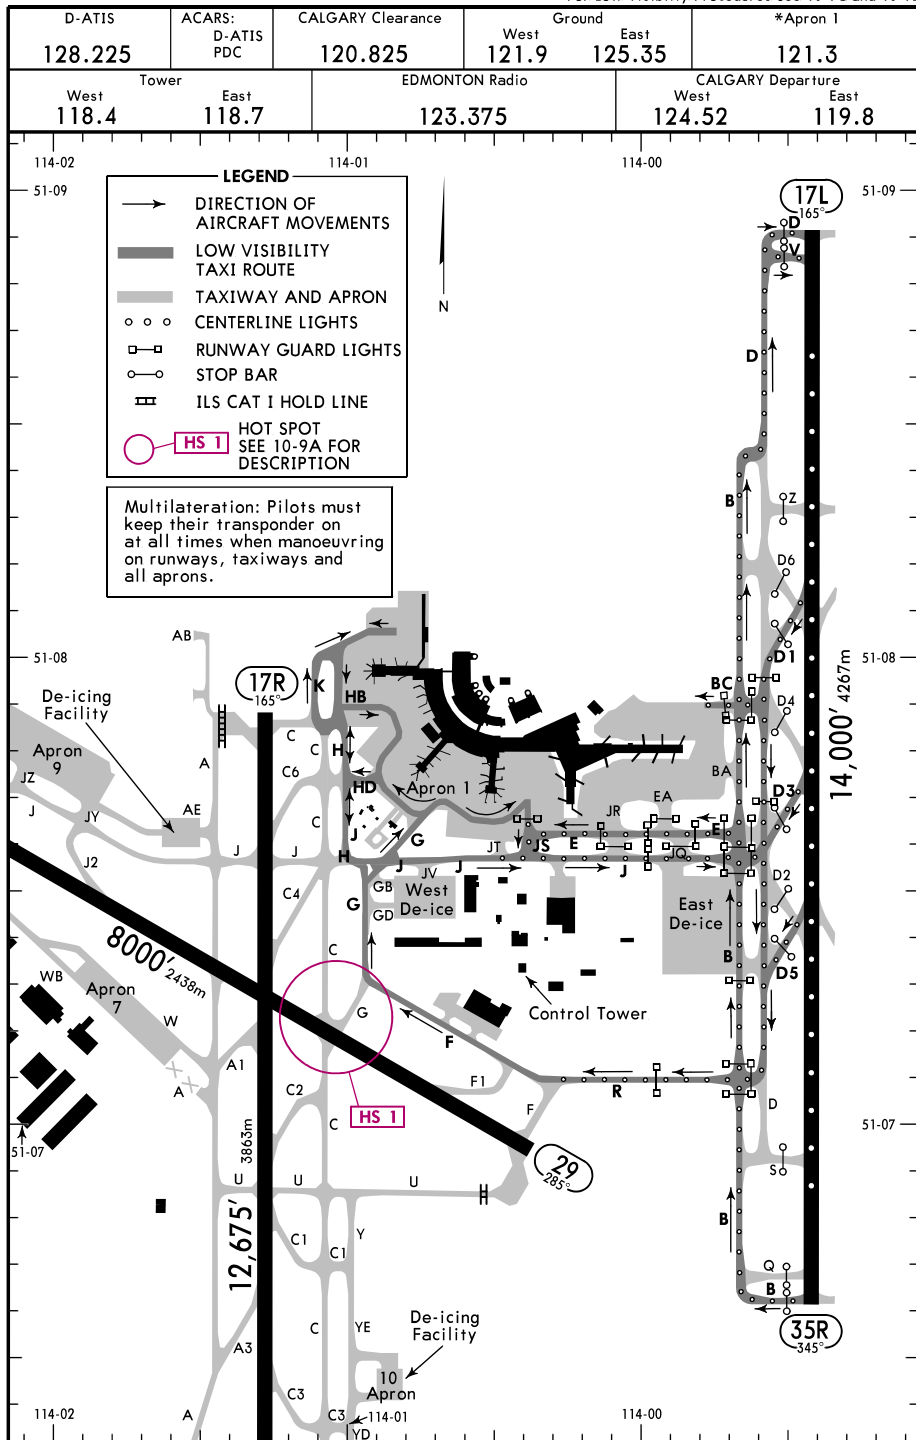 D-ATIS
128.225
ACARS:
D-ATIS
PDC
CALGARY Clearance
120.825
Ground
West East
121.9 125.35
*Apron 1
121.3
Tower
West East
118.4 118.7
EDMONTON Radio
123.375
CALGARY Departure
West East
124.52 119.8
114-02
114-01
114-00
51-09
51-09
LEGEND
DIRECTION OF
AIRCRAFT MOVEMENTS
LOW VISIBILITY
TAXI ROUTE
TAXIWAY AND APRON
CENTERLINE LIGHTS
RUNWAY GUARD LIGHTS
STOP BAR
ILS CAT I HOLD LINE
HS 1
HOT SPOT
SEE 10-9A FOR
DESCRIPTION
N
17L
165°
D
V
D
B
Z
D6
Multilateration: Pilots must
keep their transponder on
at all times when manoeuvring
on runways, taxiways and
all aprons.
AB
51-08
51-08
17R
165°
K
HB
D1
BC
D4
14,000' 4267m
De-icing
Facility
Apron
9
JZ
J
JY
A
AE
C
C
C6
H
HD
Apron 1
BA
D3
EA
JR
E
C
J
G
JT
JS
E
JQ
J2
J
J
H
J
JV
J
J
D2
C4
G
GB
GD
West
De-ice
East
De-ice
8000' 2438m
C
B
D5
WB
Apron
7
W
G
Control Tower
F
A1
A
C2
F1
F
R
D
HS 1
C
51-07
51-07
3863m
29
285°
U
U
U
S
12,675'
C1
C1
Y
B
Q
B
35R
345°
C
YE
De-icing
Facility
A3
10
Apron
C3
C3
A
114-02
114-01
114-00
YD